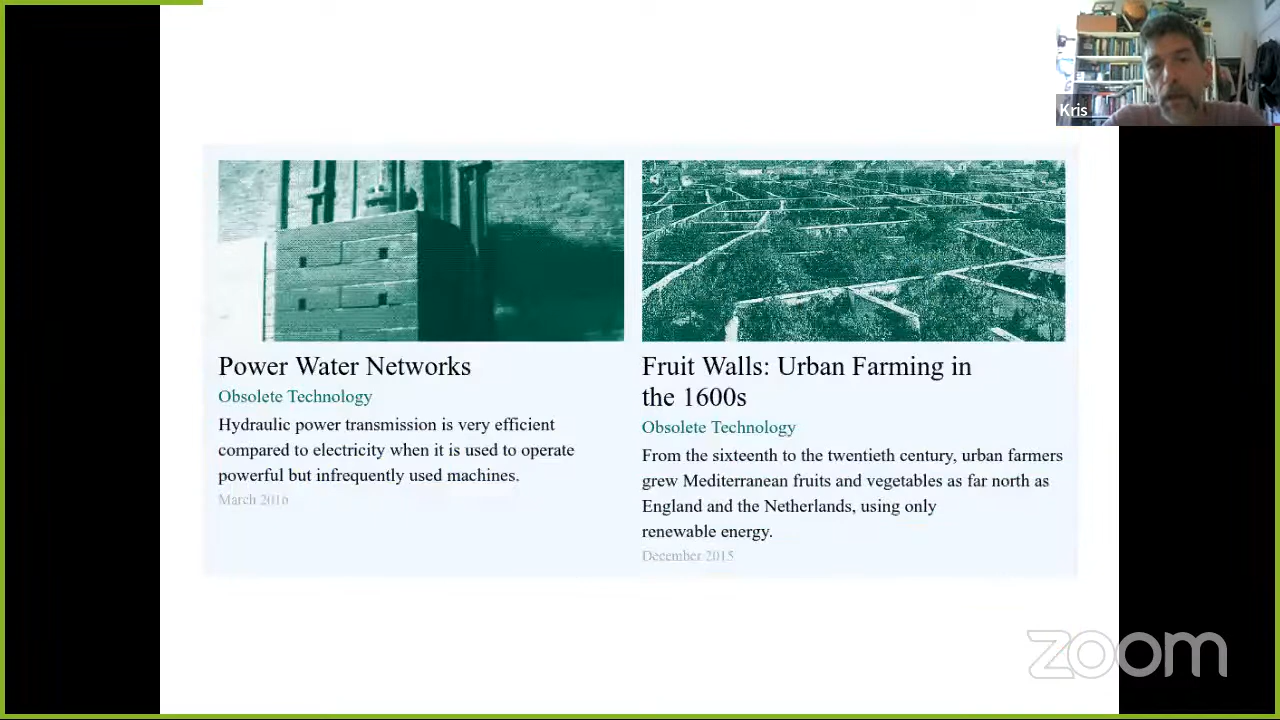 Kris
Power Water Networks
Obsolete Technology
Hydraulic power transmission is very efficient
compared to electricity when it is used to operate
powerful but infrequently used machines.
March 2016
Fruit Walls: Urban Farming in
the 1600s
Obsolete Technology
From the sixteenth to the twentieth century, urban farmers
grew Mediterranean fruits and vegetables as far north as
England and the Netherlands, using only
renewable energy.
December 2015
zoom